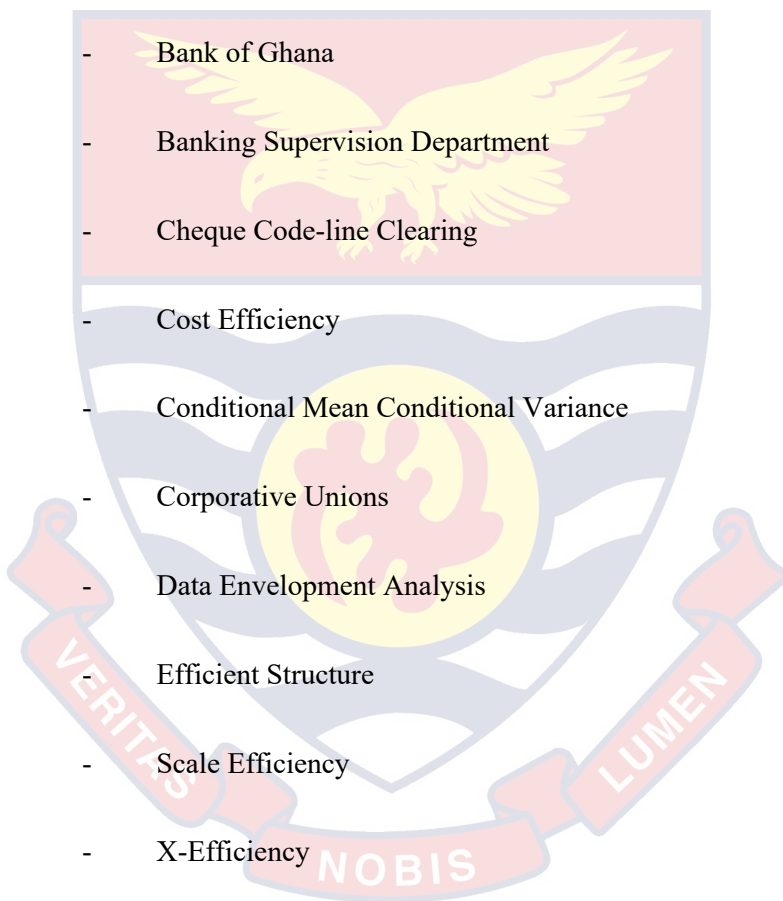 - Bank of Ghana
- Banking Supervision Department
- Cheque Code-line Clearing
- Cost Efficiency
- Conditional Mean Conditional Variance
- Corporative Unions
- Data Envelopment Analysis
- Efficient Structure
- Scale Efficiency
- X-Efficiency
VERITAS NOBIS LUMEN